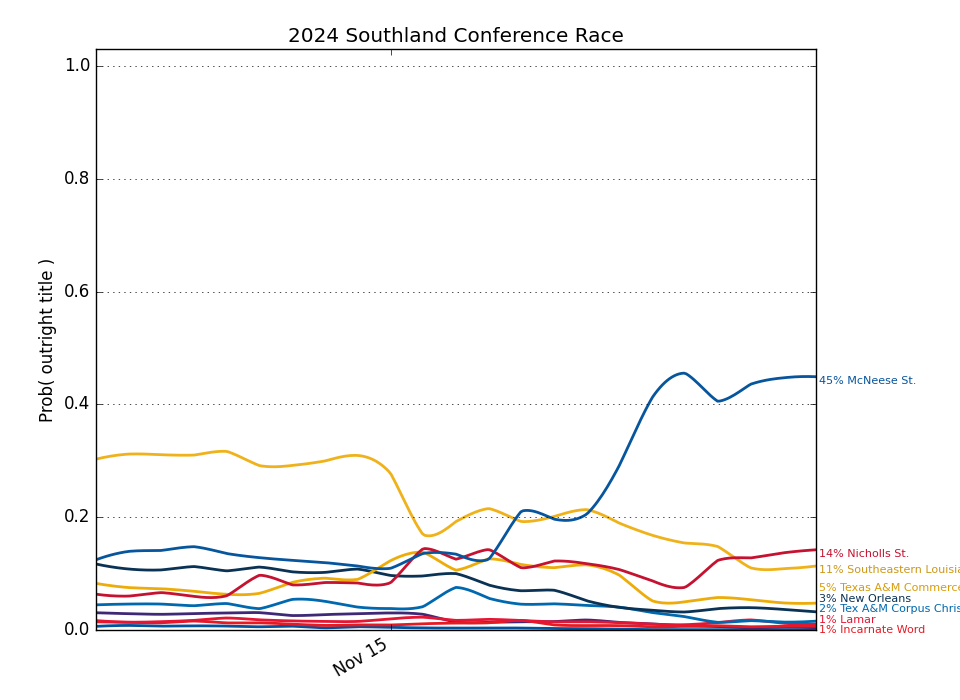 2024 Southland Conference Race
Prob( outright title )
1.0
0.8
0.6
0.4
0.2
0.0
Nov 15
45% McNeese St.
14% Nicholls St.
11% Southeastern Louisia
5% Texas A&M Commerce
3% New Orleans
2% Tex A&M Corpus Chris
1% Lamar
1% Incarnate Word